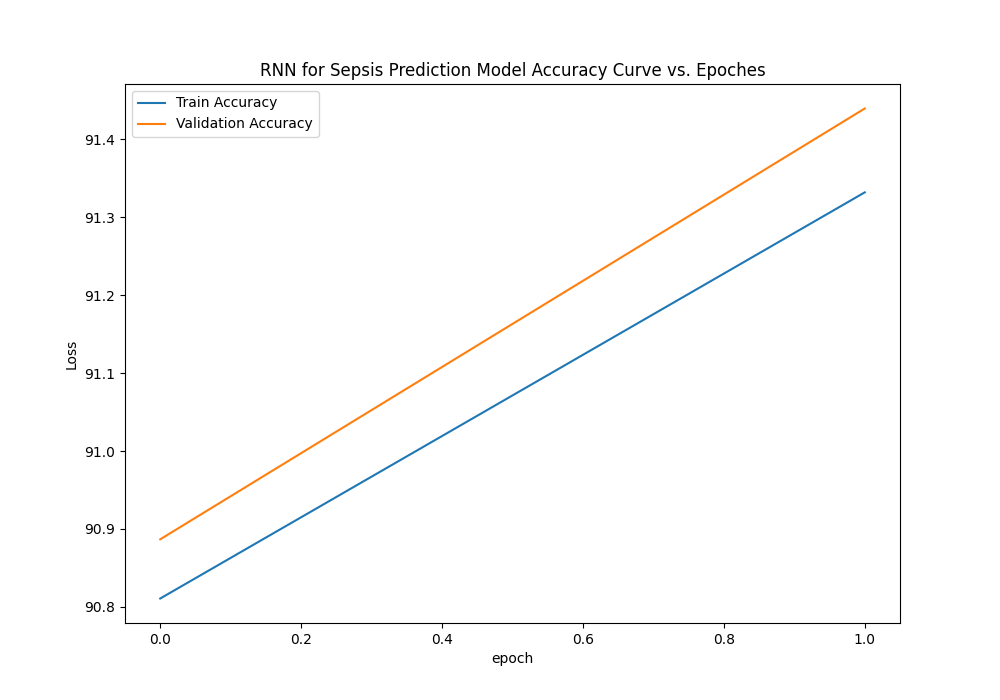 RNN for Sepsis Prediction Model Accuracy Curve vs. Epoches
Train Accuracy
Validation Accuracy
91.4
91.3
91.2
91.1
91.0
90.9
90.8
Loss
0.0 0.2 0.4 0.6 0.8 1.0
epoch